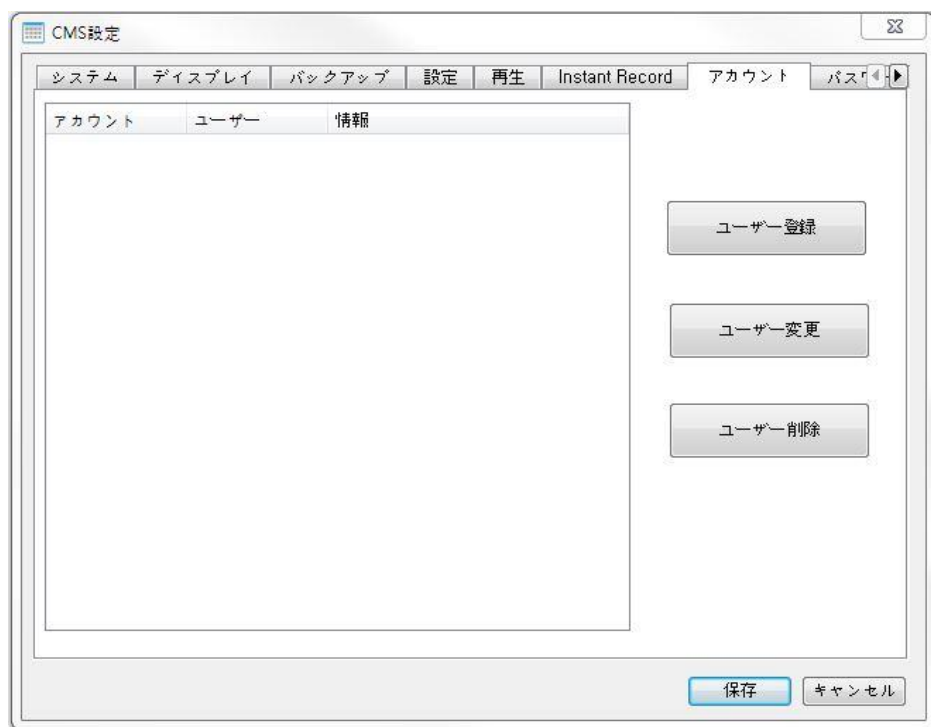 CMS設定
システム ディスプレイ バックアップ 設定 再生 Instant Record アカウント
アカウント ユーザー 情報
ユーザー登録
ユーザー変更
ユーザー削除
保存 キャンセル